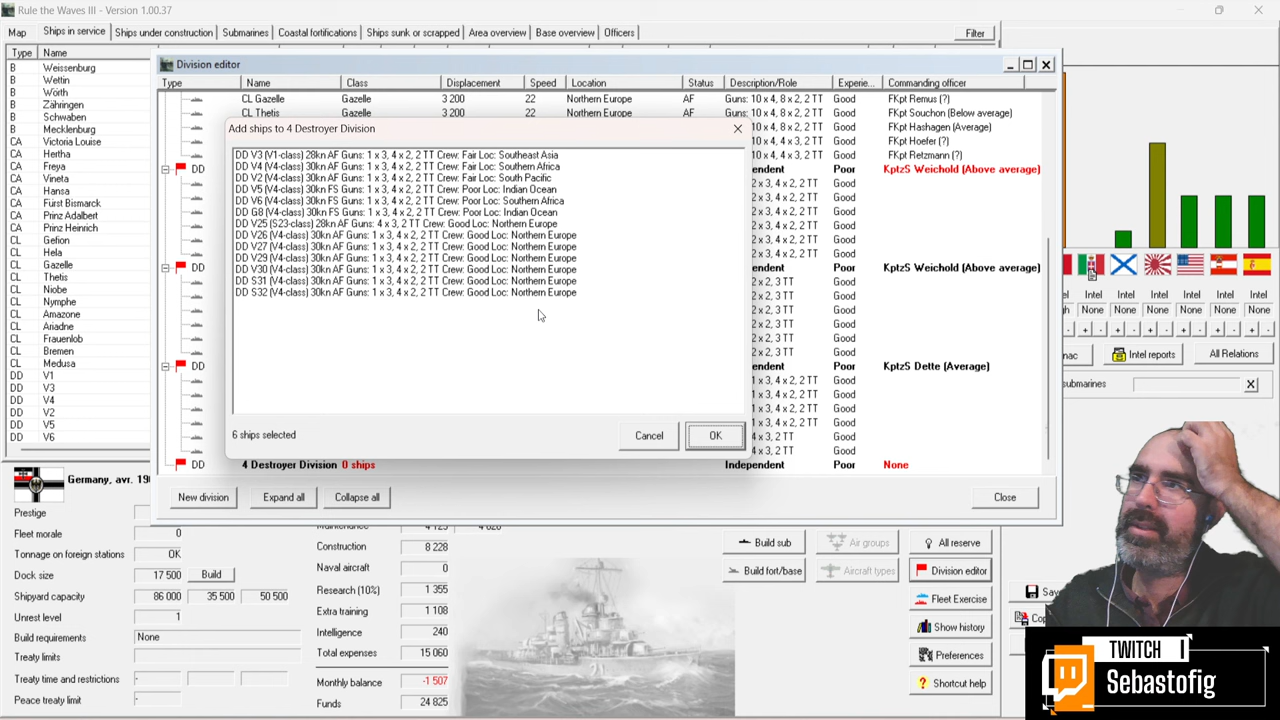 Rule the Waves III - Version 1.00.37
Map
Ships in service
Ships under construction
Submarines
Coastal fortifications
Ships sunk or scrapped
Area overview
Base overview
Officers
Filter
Type Name
B Weissenburg
B Wettin
B Wörth
B Zähringen
B Schwaben
B Mecklenburg
CA Victoria Louise
CA Hertha
CA Freya
CA Vineta
CA Hansa
CA Fürst Bismarck
CA Prinz Adalbert
CA Prinz Heinrich
CL Gefion
CL Hela
CL Gazelle
CL Thetis
CL Niobe
CL Nymphe
CL Amazone
CL Ariadne
CL Frauenlob
CL Bremen
CL Medusa
DD V1
DD V3
DD V4
DD V2
DD V5
DD V6
Division editor
Type Name Class Displacement Speed Location Status Description/Role Experie... Commanding officer
CL Gazelle Gazelle 3 200 22 Northern Europe AF Guns: 10 x 4, 8 x 2, 2 TT Good FKpt Remus (?)
CL Thetis Gazelle 3 200 22 Northern Europe AF Guns: 10 x 4, 8 x 2, 2 TT Good FKpt Souchon (Below average)
10 x 4, 8 x 2, 2 TT Good FKpt Hashagen (Average)
10 x 4, 4 x 3, 2 TT Good FKpt Hoefer (?)
10 x 4, 4 x 3, 2 TT Good FKpt Retzmann (?)
DD endent Poor KptzS Weichold (Above average)
2 x 3, 4 x 2, 2 TT Good
2 x 3, 4 x 2, 2 TT Good
2 x 3, 4 x 2, 2 TT Good
2 x 3, 4 x 2, 2 TT Good
2 x 3, 4 x 2, 2 TT Good
2 x 3, 4 x 2, 2 TT Good
DD endent Poor KptzS Weichold (Above average)
2 x 2, 3 TT Good
2 x 2, 3 TT Good
2 x 2, 3 TT Good
2 x 2, 3 TT Good
2 x 2, 3 TT Good
2 x 2, 3 TT Good
DD endent Poor KptzS Dette (Average)
1 x 3, 4 x 2, 2 TT Good
1 x 3, 4 x 2, 2 TT Good
1 x 3, 4 x 2, 2 TT Good
1 x 3, 4 x 2, 2 TT Good
4 x 3, 2 TT Good
4 x 3, 2 TT Good
DD 4 Destroyer Division 0 ships Independent Poor None
New division
Expand all
Collapse all
Close
Add ships to 4 Destroyer Division
DD V3 (V1-class) 28kn AF Guns: 1 x 3, 4 x 2, 2 TT Crew: Fair Loc: Southeast Asia
DD V4 (V4-class) 30kn AF Guns: 1 x 3, 4 x 2, 2 TT Crew: Fair Loc: Southern Africa
DD V2 (V4-class) 30kn AF Guns: 1 x 3, 4 x 2, 2 TT Crew: Fair Loc: South Pacific
DD V5 (V4-class) 30kn FS Guns: 1 x 3, 4 x 2, 2 TT Crew: Poor Loc: Indian Ocean
DD V6 (V4-class) 30kn FS Guns: 1 x 3, 4 x 2, 2 TT Crew: Poor Loc: Southern Africa
DD G8 (V4-class) 30kn FS Guns: 1 x 3, 4 x 2, 2 TT Crew: Poor Loc: Indian Ocean
DD V25 (S23-class) 28kn AF Guns: 4 x 3, 2 TT Crew: Good Loc: Northern Europe
DD V26 (V4-class) 30kn AF Guns: 1 x 3, 4 x 2, 2 TT Crew: Good Loc: Northern Europe
DD V27 (V4-class) 30kn AF Guns: 1 x 3, 4 x 2, 2 TT Crew: Good Loc: Northern Europe
DD V29 (V4-class) 30kn AF Guns: 1 x 3, 4 x 2, 2 TT Crew: Good Loc: Northern Europe
DD V30 (V4-class) 30kn AF Guns: 1 x 3, 4 x 2, 2 TT Crew: Good Loc: Northern Europe
DD S31 (V4-class) 30kn AF Guns: 1 x 3, 4 x 2, 2 TT Crew: Good Loc: Northern Europe
DD S32 (V4-class) 30kn AF Guns: 1 x 3, 4 x 2, 2 TT Crew: Good Loc: Northern Europe
6 ships selected
Cancel
OK
Intel Intel Intel Intel Intel Intel
None None None None None None
Intel reports
All Relations
ubmarines
Germany, avr. 19
Prestige
Fleet morale 0
Tonnage on foreign stations OK
Dock size 17 500 Build
Shipyard capacity 86 000 35 500 50 500
Unrest level 1
Build requirements None
Treaty limits
Treaty time and restrictions - - -
Peace treaty limit -
Construction 8 228
Naval aircraft 0
Research (10%) 1 355
Extra training 1 108
Intelligence 240
Total expenses 15 060
Monthly balance -1 507
Funds 24 825
Build sub
Air groups
All reserve
Build fort/base
Aircraft types
Division editor
Fleet Exercise
Show history
Preferences
Shortcut help
TWITCH
Sebastofig